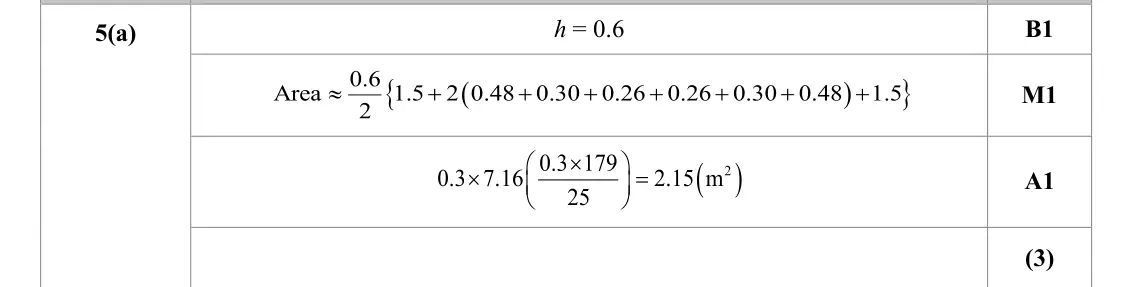 5(a) h = 0.6 B1
Area ≈ 0.6/2 {1.5 + 2(0.48 + 0.30 + 0.26 + 0.26 + 0.30 + 0.48) + 1.5} M1
0.3 × 7.16 (0.3 × 179/25) = 2.15 (m²) A1
(3)